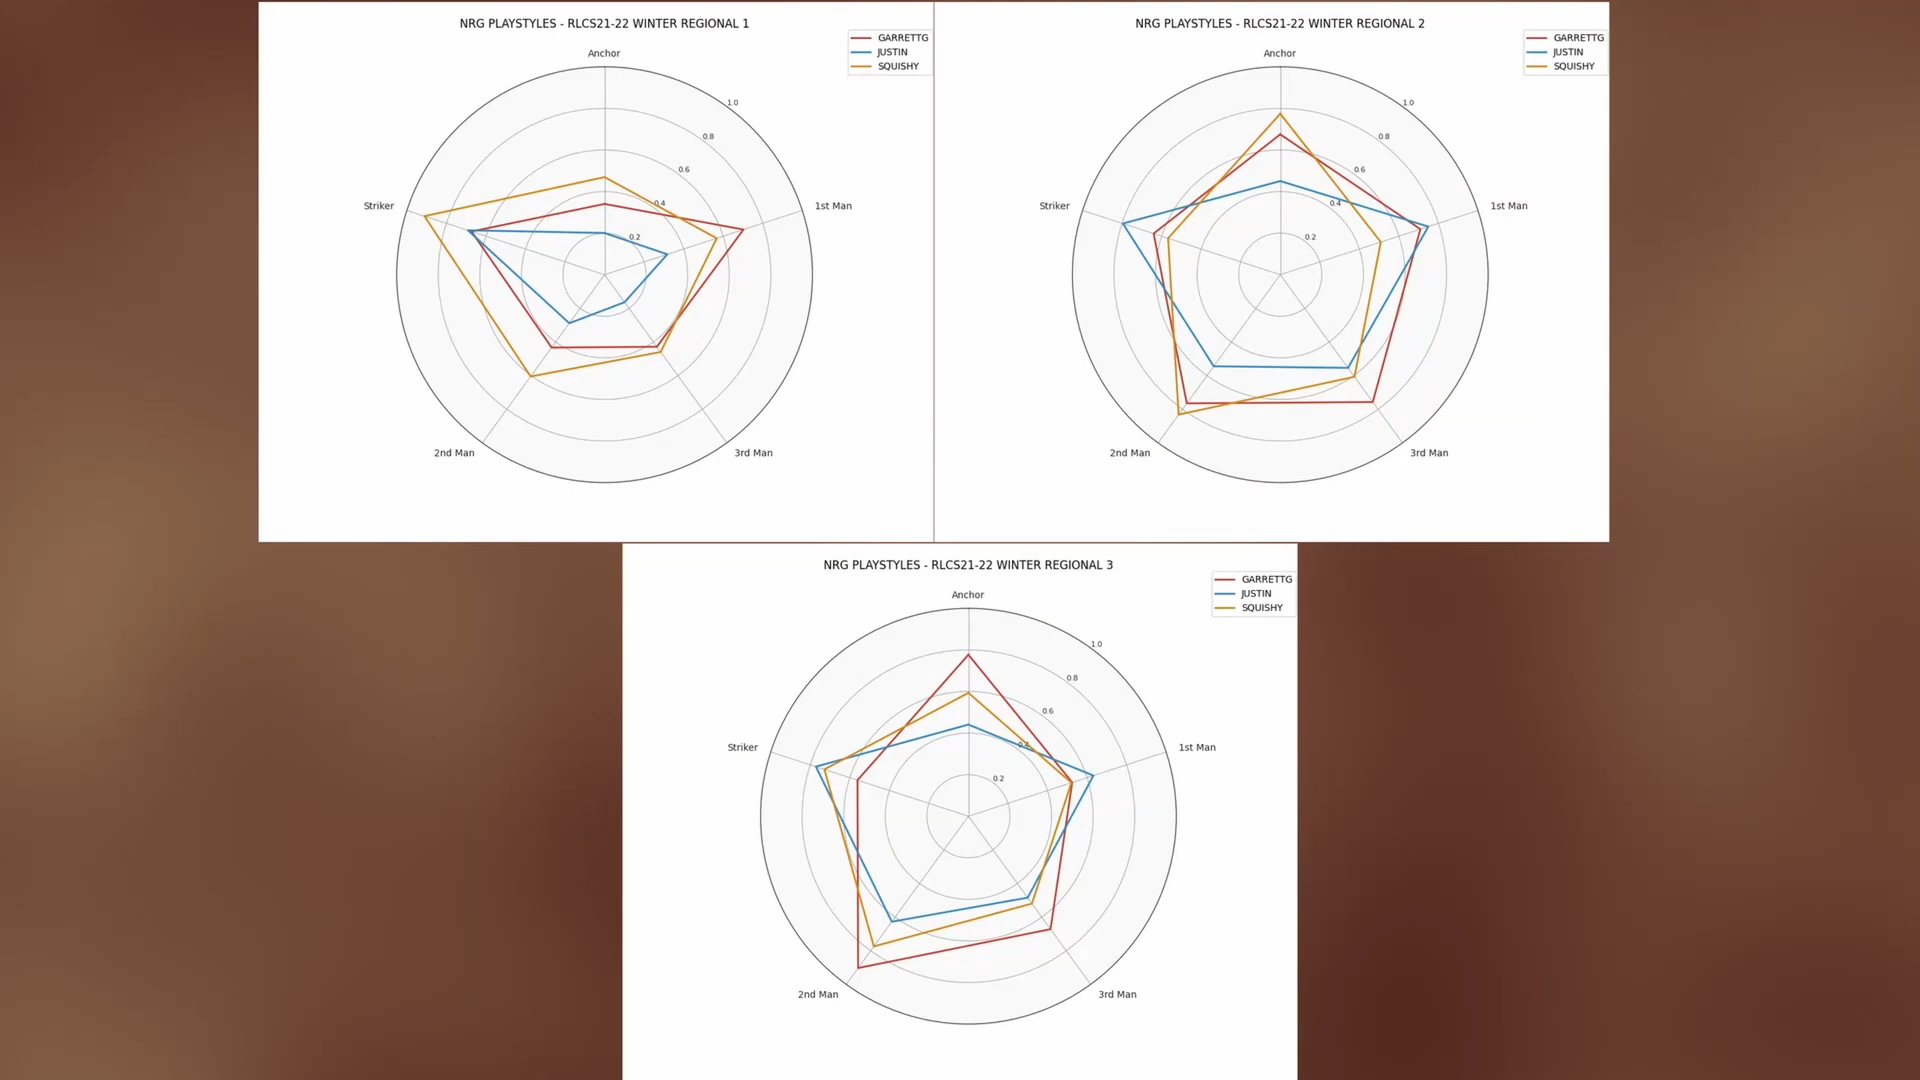 NRG PLAYSTYLES - RLCS21-22 WINTER REGIONAL 1
GARRETTG
JUSTIN
SQUISHY
Anchor
1.0
0.8
0.6
0.4
0.2
Striker
1st Man
2nd Man
3rd Man
NRG PLAYSTYLES - RLCS21-22 WINTER REGIONAL 2
GARRETTG
JUSTIN
SQUISHY
Anchor
1.0
0.8
0.6
0.4
0.2
Striker
1st Man
2nd Man
3rd Man
NRG PLAYSTYLES - RLCS21-22 WINTER REGIONAL 3
GARRETTG
JUSTIN
SQUISHY
Anchor
1.0
0.8
0.6
0.4
0.2
Striker
1st Man
2nd Man
3rd Man